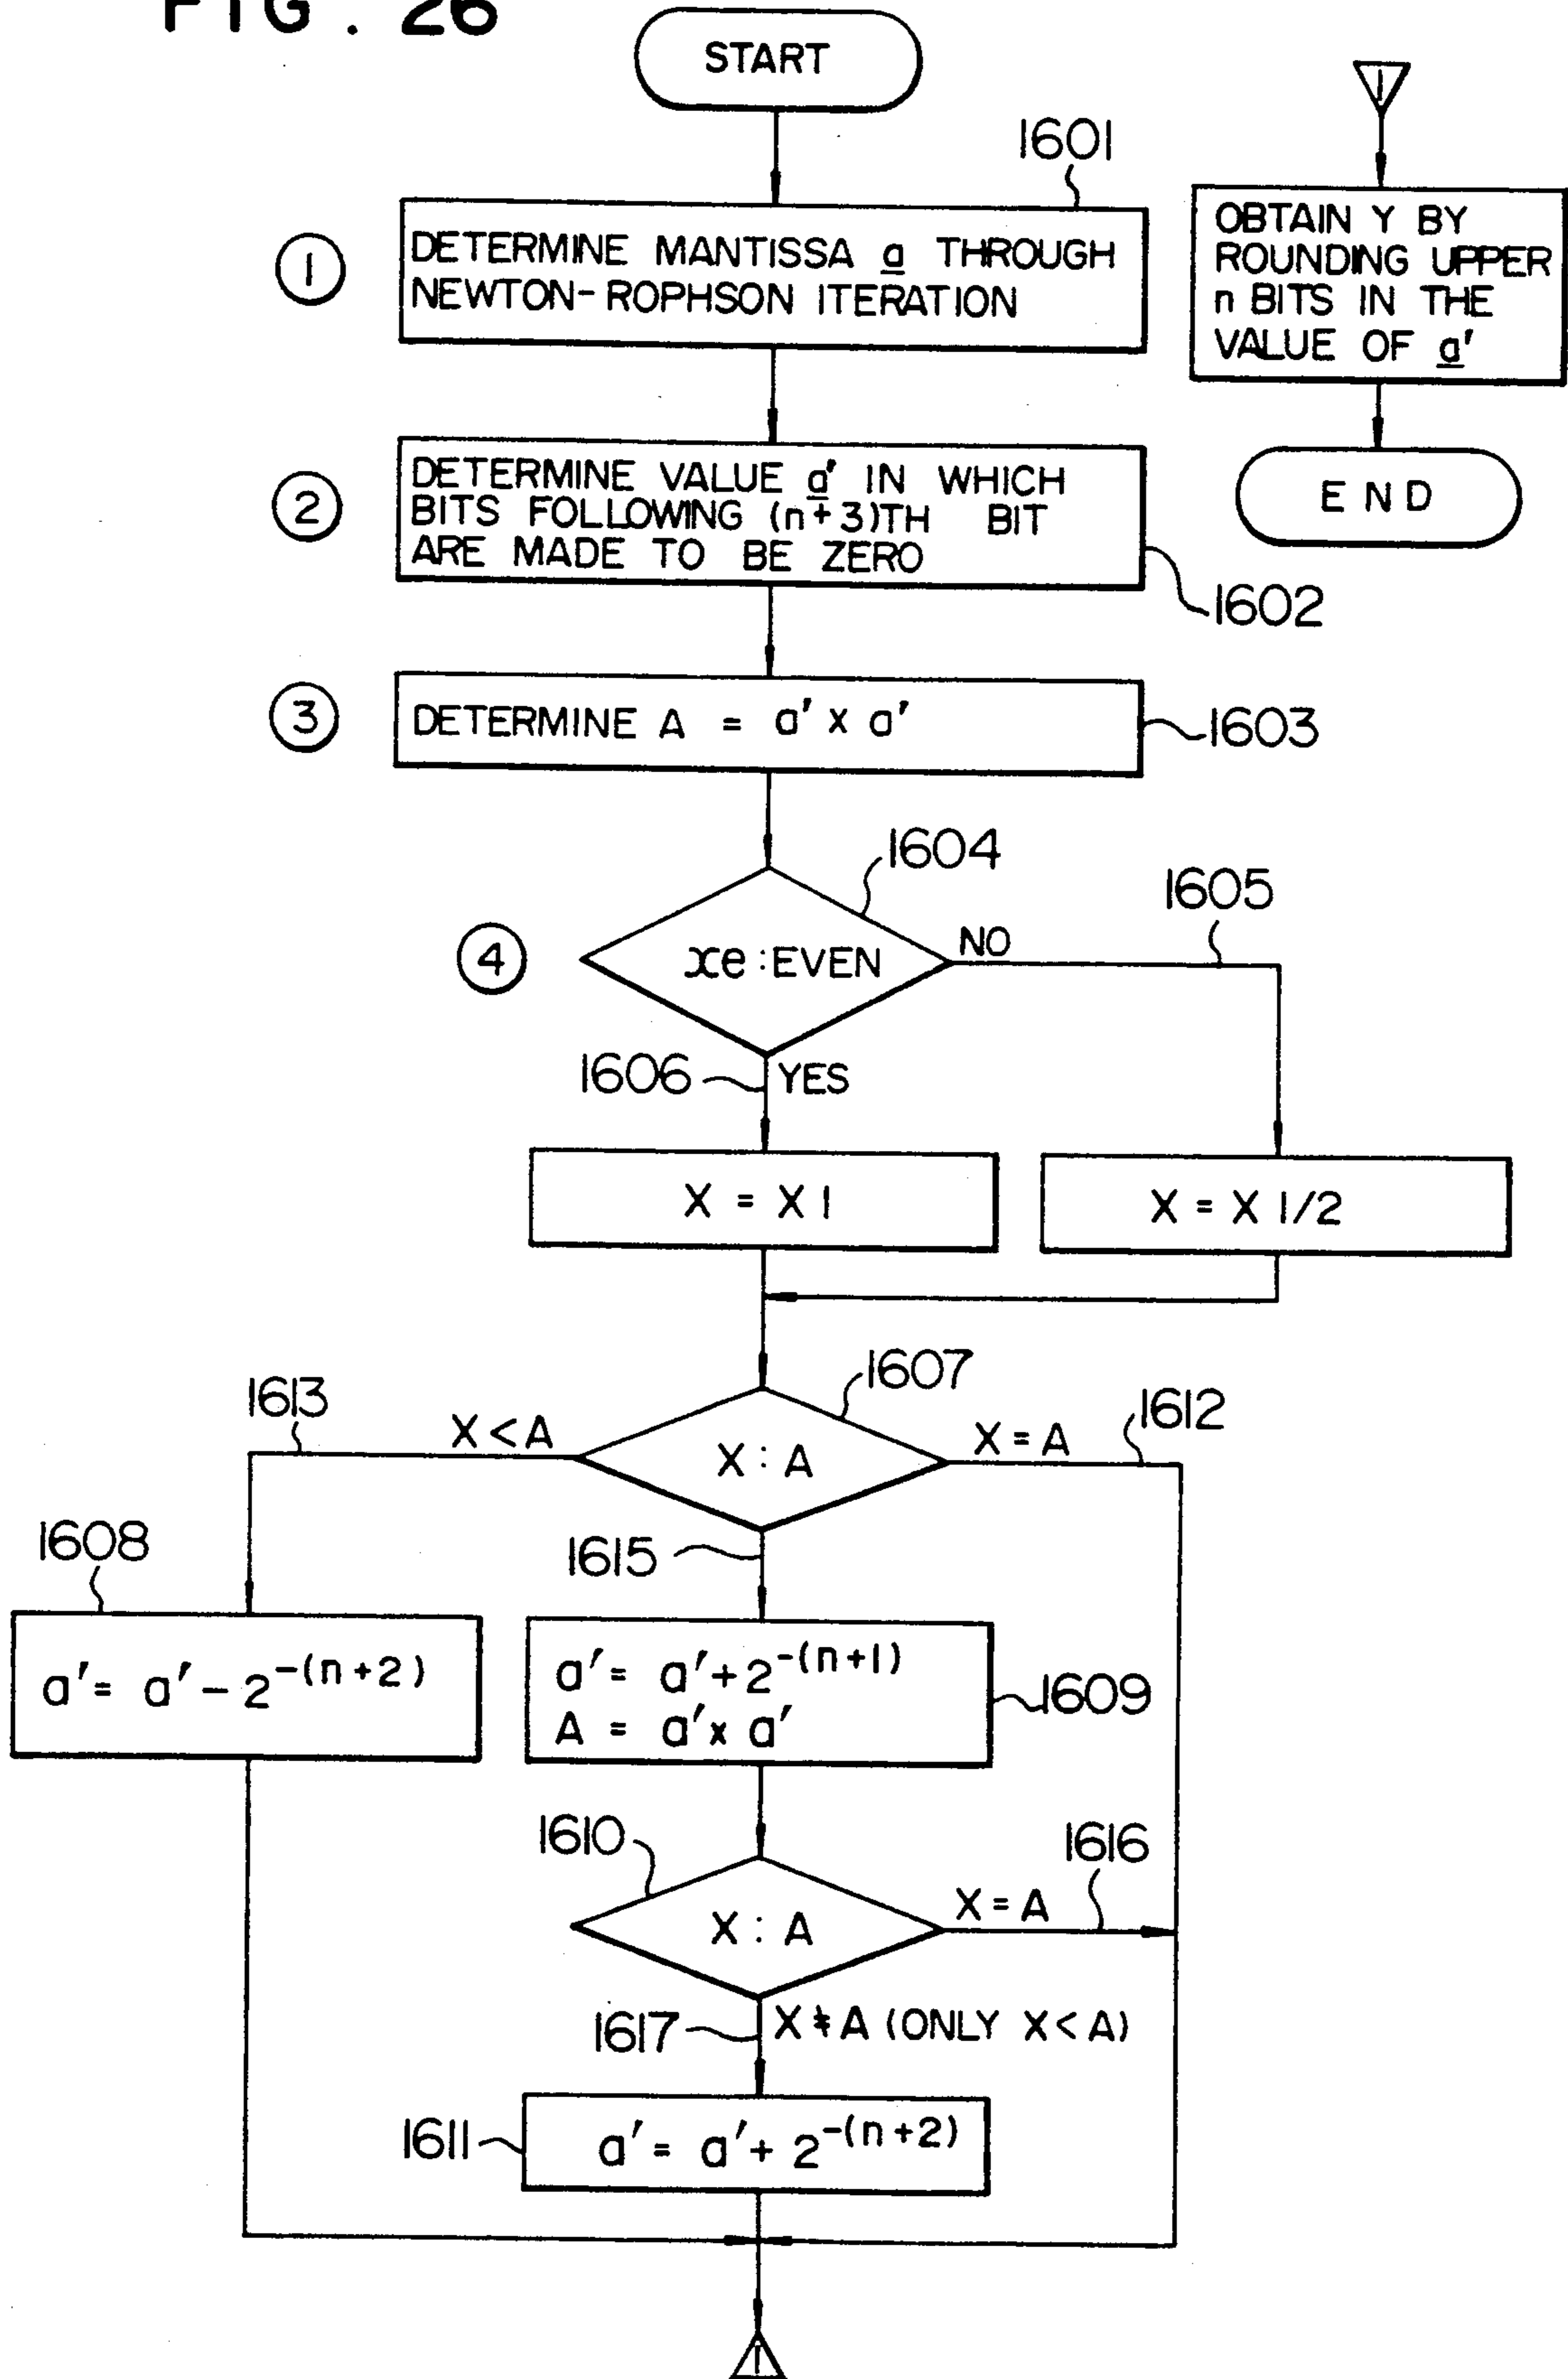 FIG. 26
START
1601
①
DETERMINE MANTISSA a THROUGH
NEWTON-ROPHSON ITERATION
②
DETERMINE VALUE a' IN WHICH
BITS FOLLOWING (n+3)TH BIT
ARE MADE TO BE ZERO
1602
③
DETERMINE A = a' x a'
1603
1604
④
xe : EVEN
NO
1605
1606
YES
X = X 1
X = X 1/2
1607
1613
X < A
X : A
X = A
1612
1608
1615
a' = a' - 2^-(n+2)
a' = a' + 2^-(n+1)
A = a' x a'
1609
1610
X : A
X = A
1616
1617
X ≠ A (ONLY X < A)
1611
a' = a' + 2^-(n+2)
1
1
OBTAIN Y BY
ROUNDING UPPER
n BITS IN THE
VALUE OF a'
END